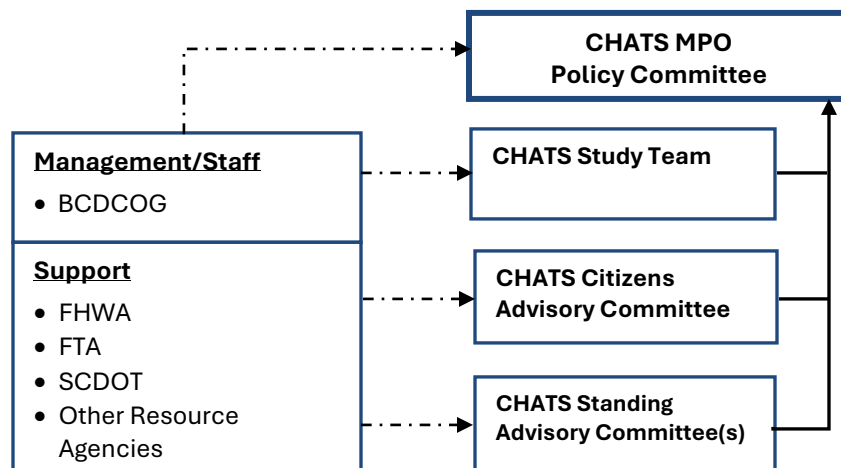 CHATS MPO
Policy Committee
Management/Staff
• BCDCOG
Support
• FHWA
• FTA
• SCDOT
• Other Resource
Agencies
CHATS Study Team
CHATS Citizens
Advisory Committee
CHATS Standing
Advisory Committee(s)